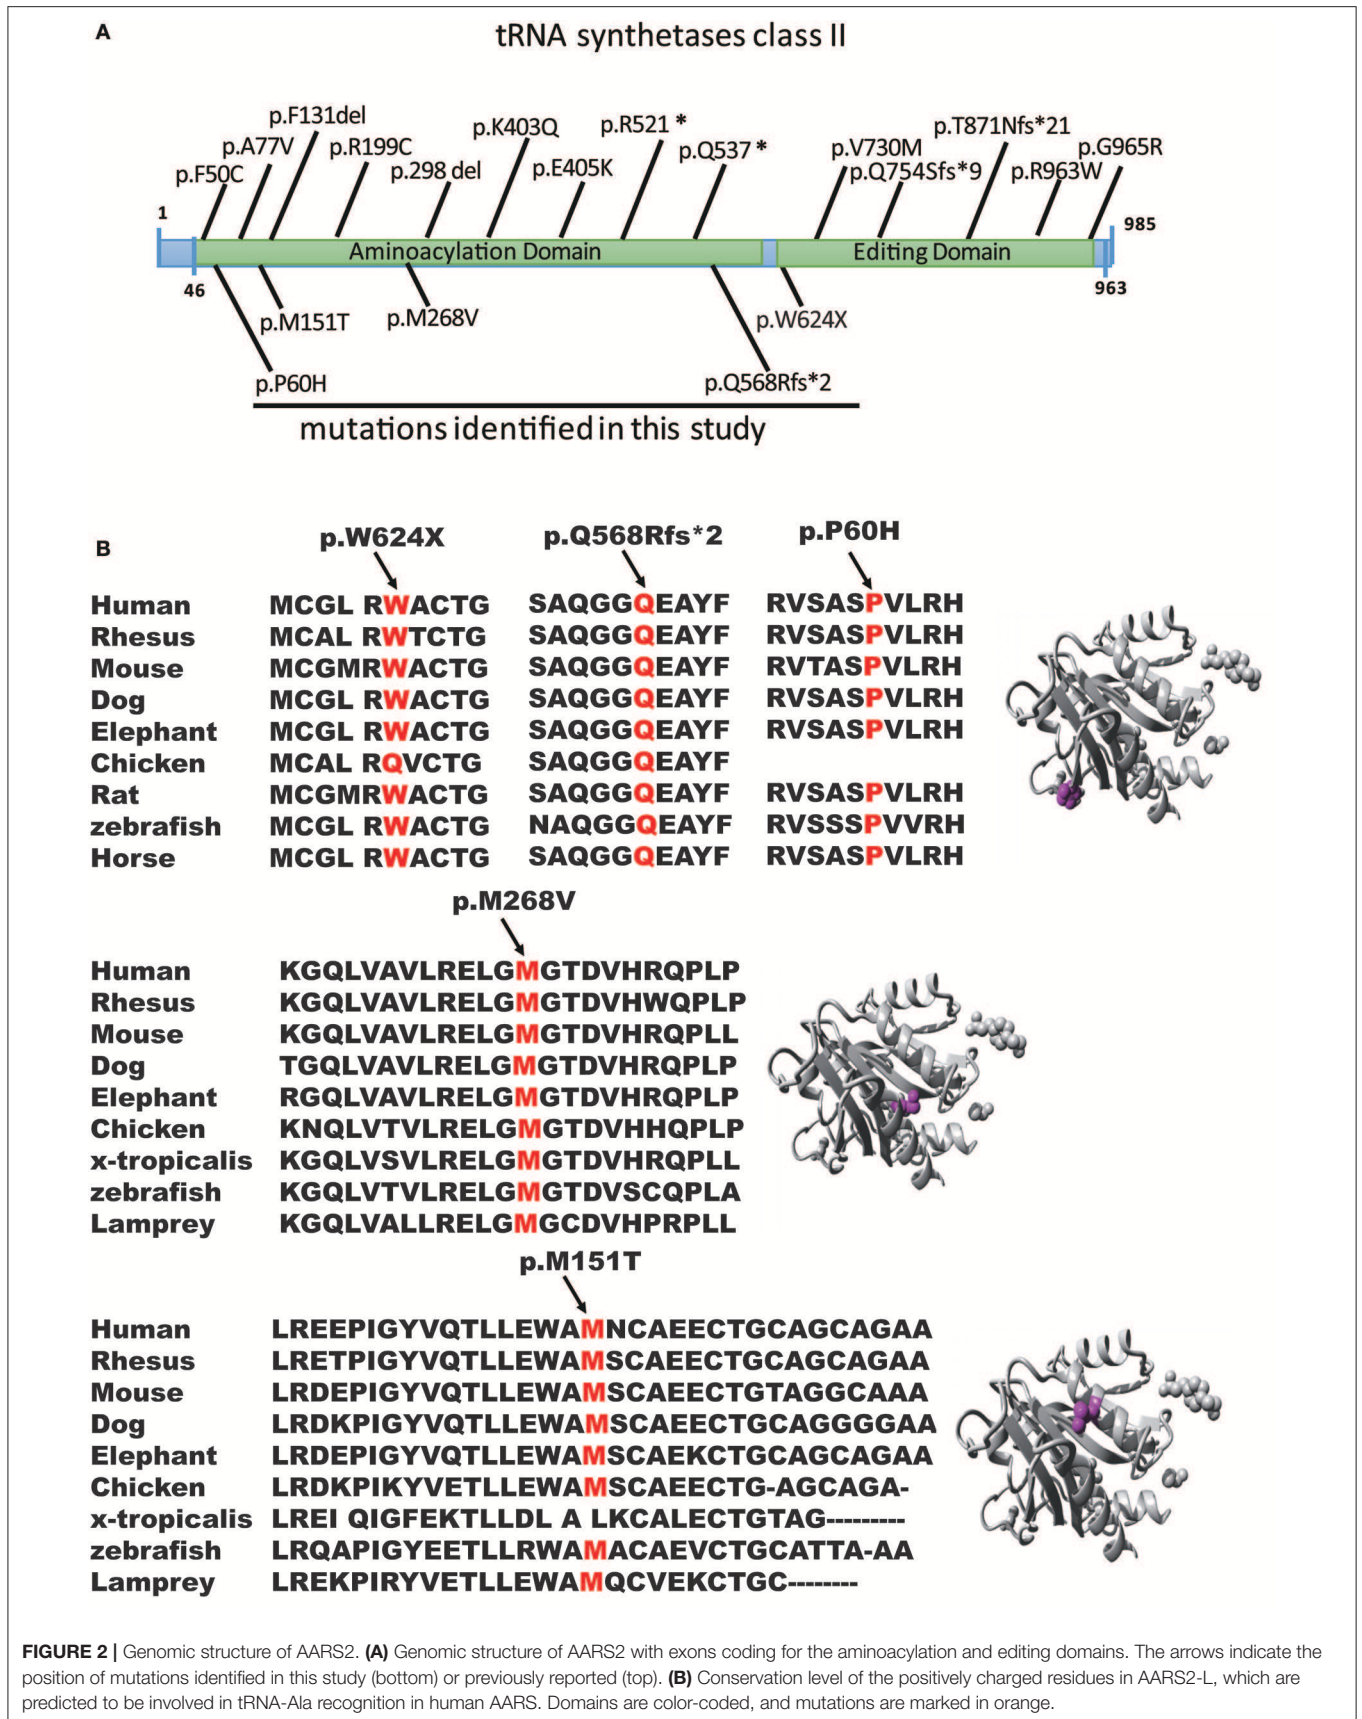 A
tRNA synthetases class II
p.F131del
p.A77V
p.R199C
p.F50C
p.298 del
p.K403Q
p.E405K
p.R521 *
p.Q537 *
p.V730M
p.Q754Sfs*9
p.T871Nfs*21
p.R963W
p.G965R
1
985
Aminoacylation Domain
Editing Domain
46
963
p.M151T
p.M268V
p.W624X
p.P60H
p.Q568Rfs*2
mutations identified in this study
B
p.W624X p.Q568Rfs*2 p.P60H
Human MCGL RWACTG SAQGGQEAYF RVSASPVLRH
Rhesus MCAL RWTCTG SAQGGQEAYF RVSASPVLRH
Mouse MCGMRWACTG SAQGGQEAYF RVTASPVLRH
Dog MCGL RWACTG SAQGGQEAYF RVSASPVLRH
Elephant MCGL RWACTG SAQGGQEAYF RVSASPVLRH
Chicken MCAL RQVCTG SAQGGQEAYF
Rat MCGMRWACTG SAQGGQEAYF RVSASPVLRH
zebrafish MCGL RWACTG NAQGGQEAYF RVSSSPVVRH
Horse MCGL RWACTG SAQGGQEAYF RVSASPVLRH
p.M268V
Human KGQLVAVLRELGMGTDVHRQPLP
Rhesus KGQLVAVLRELGMGTDVHWQPLP
Mouse KGQLVAVLRELGMGTDVHRQPLL
Dog TGQLVAVLRELGMGTDVHRQPLP
Elephant RGQLVAVLRELGMGTDVHRQPLP
Chicken KNQLVTVLRELGMGTDVHHQPLP
x-tropicalis KGQLVSVLRELGMGTDVHRQPLL
zebrafish KGQLVTVLRELGMGTDVSCQPLA
Lamprey KGQLVALLRELGMGCDVHPRPLL
p.M151T
Human LREEPIGYVQTLLEWAMNCAEECTGCAGCAGAA
Rhesus LRETPIGYVQTLLEWAMSCAEECTGCAGCAGAA
Mouse LRDEPIGYVQTLLEWAMSCAEECTGTAGGCAAA
Dog LRDKPIGYVQTLLEWAMSCAEECTGCAGGGGAA
Elephant LRDEPIGYVQTLLEWAMSCAEKCTGCAGCAGAA
Chicken LRDKPIKYVETLLEWAMSCAEECTG-AGCAGA-
x-tropicalis LREI QIGFEKTLLDL A LKCALECTGTAG---------
zebrafish LRQAPIGYEETLLRWAMACAEVCTGCATTA-AA
Lamprey LREKPIRYVETLLEWAMQCVEKCTGC--------
FIGURE 2 | Genomic structure of AARS2. (A) Genomic structure of AARS2 with exons coding for the aminoacylation and editing domains. The arrows indicate the
position of mutations identified in this study (bottom) or previously reported (top). (B) Conservation level of the positively charged residues in AARS2-L, which are
predicted to be involved in tRNA-Ala recognition in human AARS. Domains are color-coded, and mutations are marked in orange.